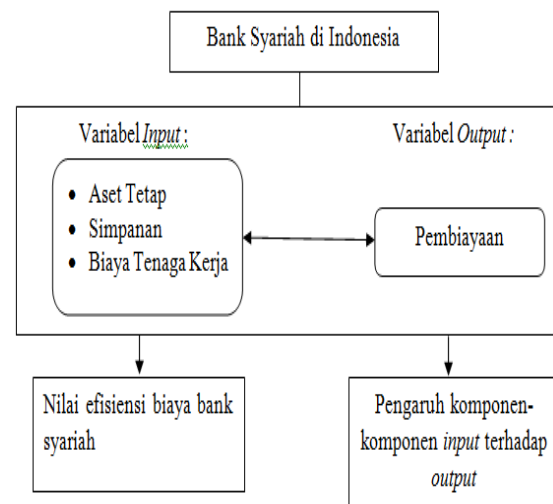 Bank Syariah di Indonesia
Variabel Input :
Variabel Output :
• Aset Tetap
• Simpanan
• Biaya Tenaga Kerja
Pembiayaan
Nilai efisiensi biaya bank
syariah
Pengaruh komponen-
komponen input terhadap
output